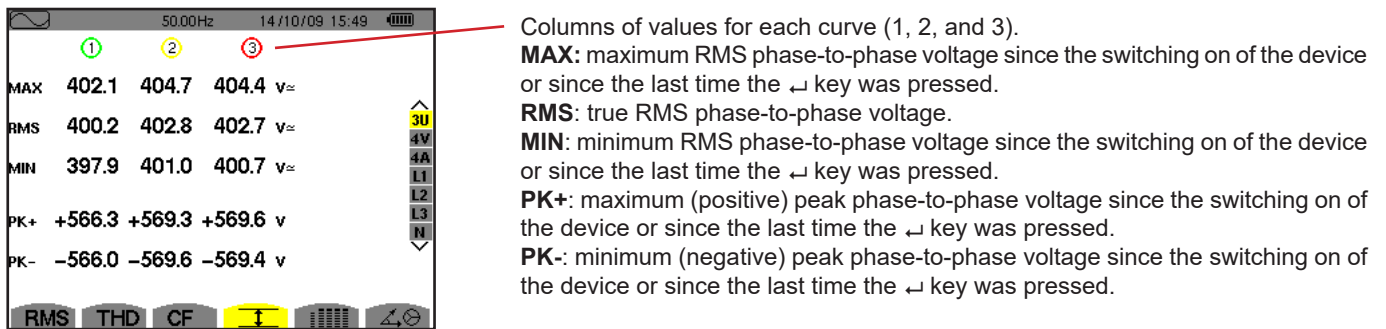 50.00Hz 14/10/09 15:49
1 2 3
MAX 402.1 404.7 404.4 v≃
RMS 400.2 402.8 402.7 v≃
MIN 397.9 401.0 400.7 v≃
PK+ +566.3 +569.3 +569.6 v
PK- -566.0 -569.6 -569.4 v
3U
4V
4A
L1
L2
L3
N
RMS THD CF
Columns of values for each curve (1, 2, and 3).
MAX: maximum RMS phase-to-phase voltage since the switching on of the device
or since the last time the ↵ key was pressed.
RMS: true RMS phase-to-phase voltage.
MIN: minimum RMS phase-to-phase voltage since the switching on of the device
or since the last time the ↵ key was pressed.
PK+: maximum (positive) peak phase-to-phase voltage since the switching on of
the device or since the last time the ↵ key was pressed.
PK-: minimum (negative) peak phase-to-phase voltage since the switching on of
the device or since the last time the ↵ key was pressed.